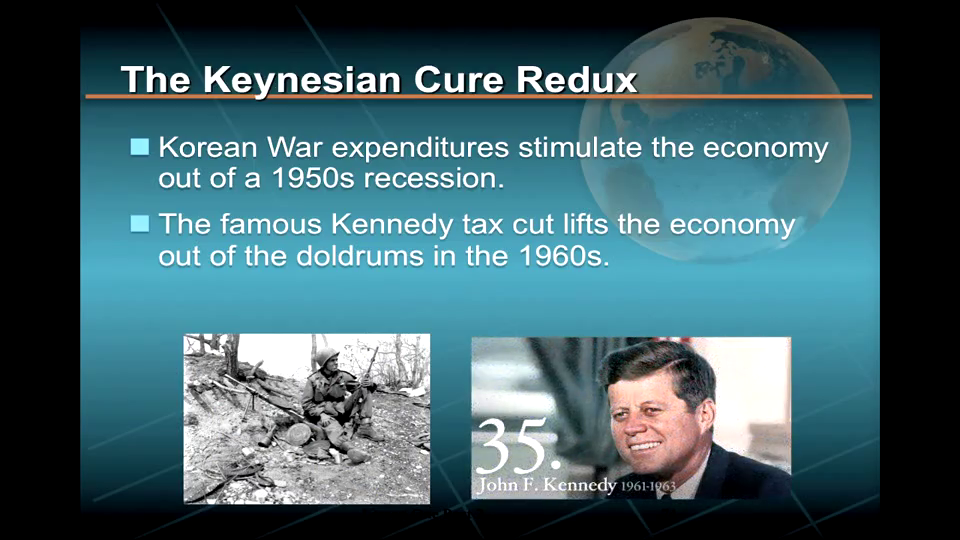 The Keynesian Cure Redux
Korean War expenditures stimulate the economy
out of a 1950s recession.
The famous Kennedy tax cut lifts the economy
out of the doldrums in the 1960s.
35.
John F. Kennedy 1961-1963